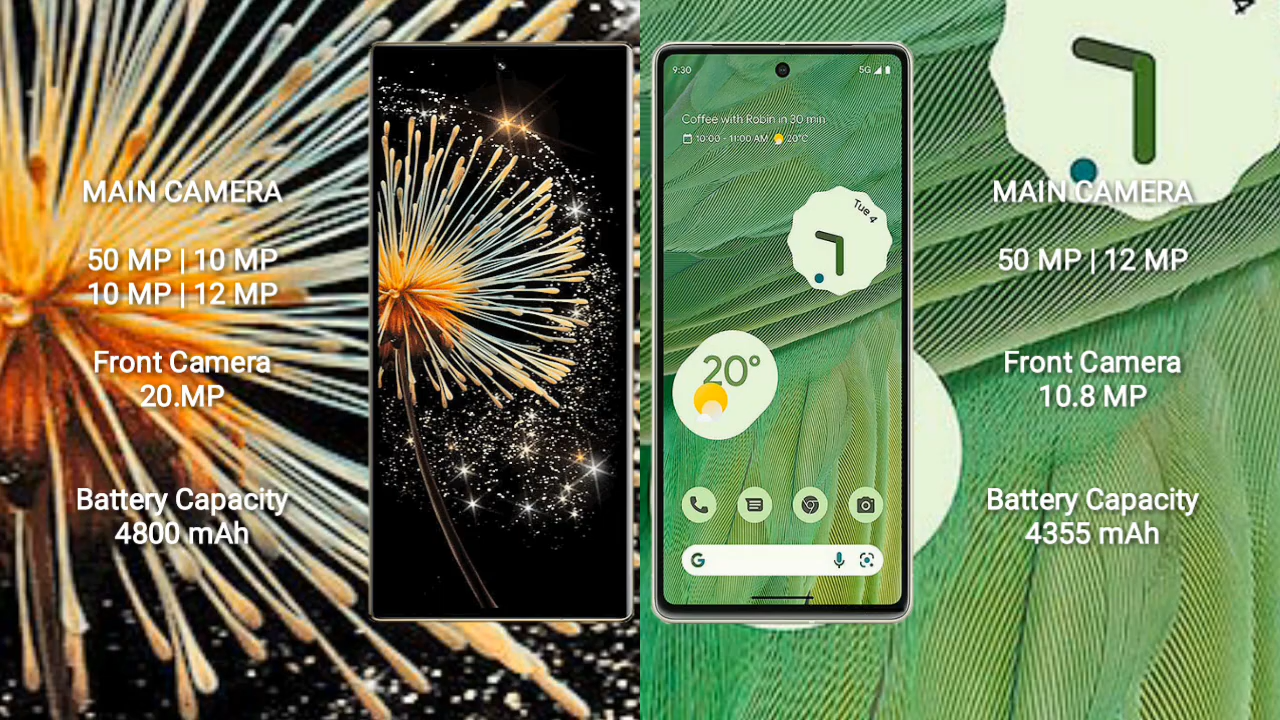 MAIN CAMERA
50 MP | 10 MP
10 MP | 12 MP
Front Camera
20.MP
Battery Capacity
4800 mAh
9:30
5G
Coffee with Robin in 30 min
10:00 - 11:00 AM 20°C
Tue 4
20°
G
MAIN CAMERA
50 MP | 12 MP
Front Camera
10.8 MP
Battery Capacity
4355 mAh
4